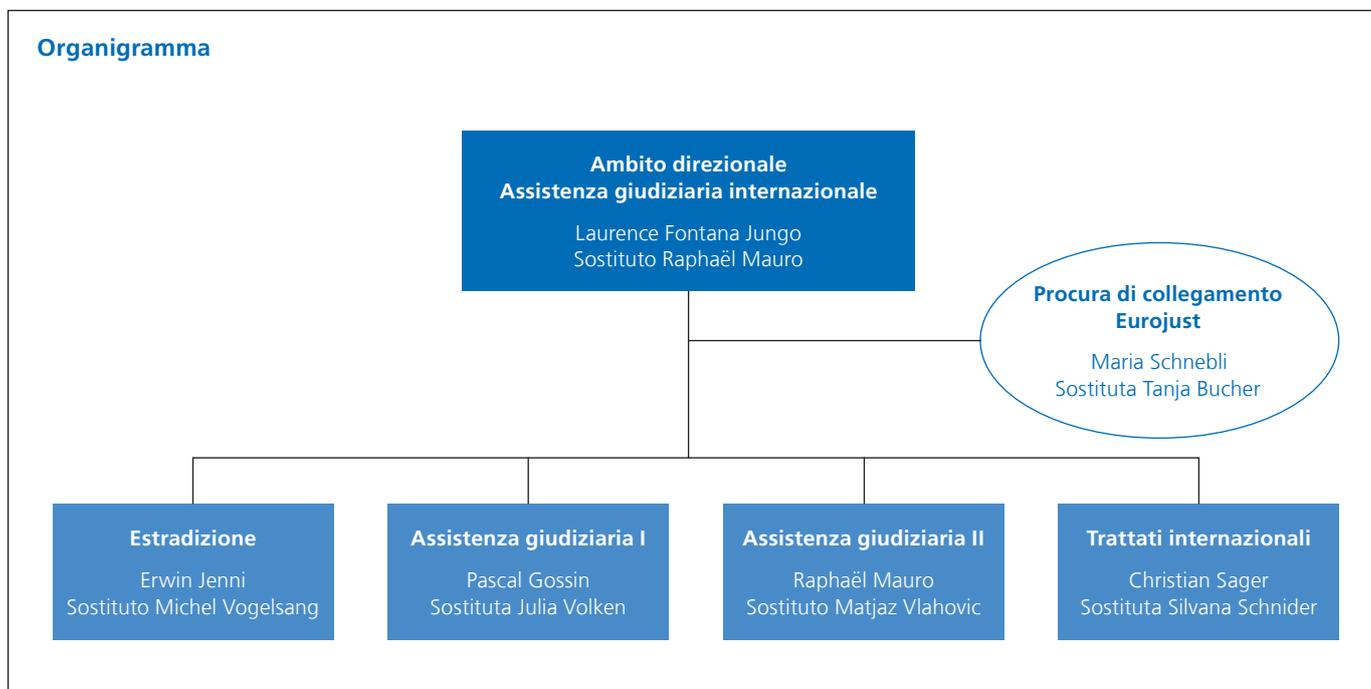 Organigramma
Ambito direzionale
Assistenza giudiziaria internazionale
Laurence Fontana Jungo
Sostituto Raphaël Mauro
Procura di collegamento
Eurojust
Maria Schnebli
Sostituta Tanja Bucher
Estradizione
Erwin Jenni
Sostituto Michel Vogelsang
Assistenza giudiziaria I
Pascal Gossin
Sostituta Julia Volken
Assistenza giudiziaria II
Raphaël Mauro
Sostituto Matjaz Vlahovic
Trattati internazionali
Christian Sager
Sostituta Silvana Schnider